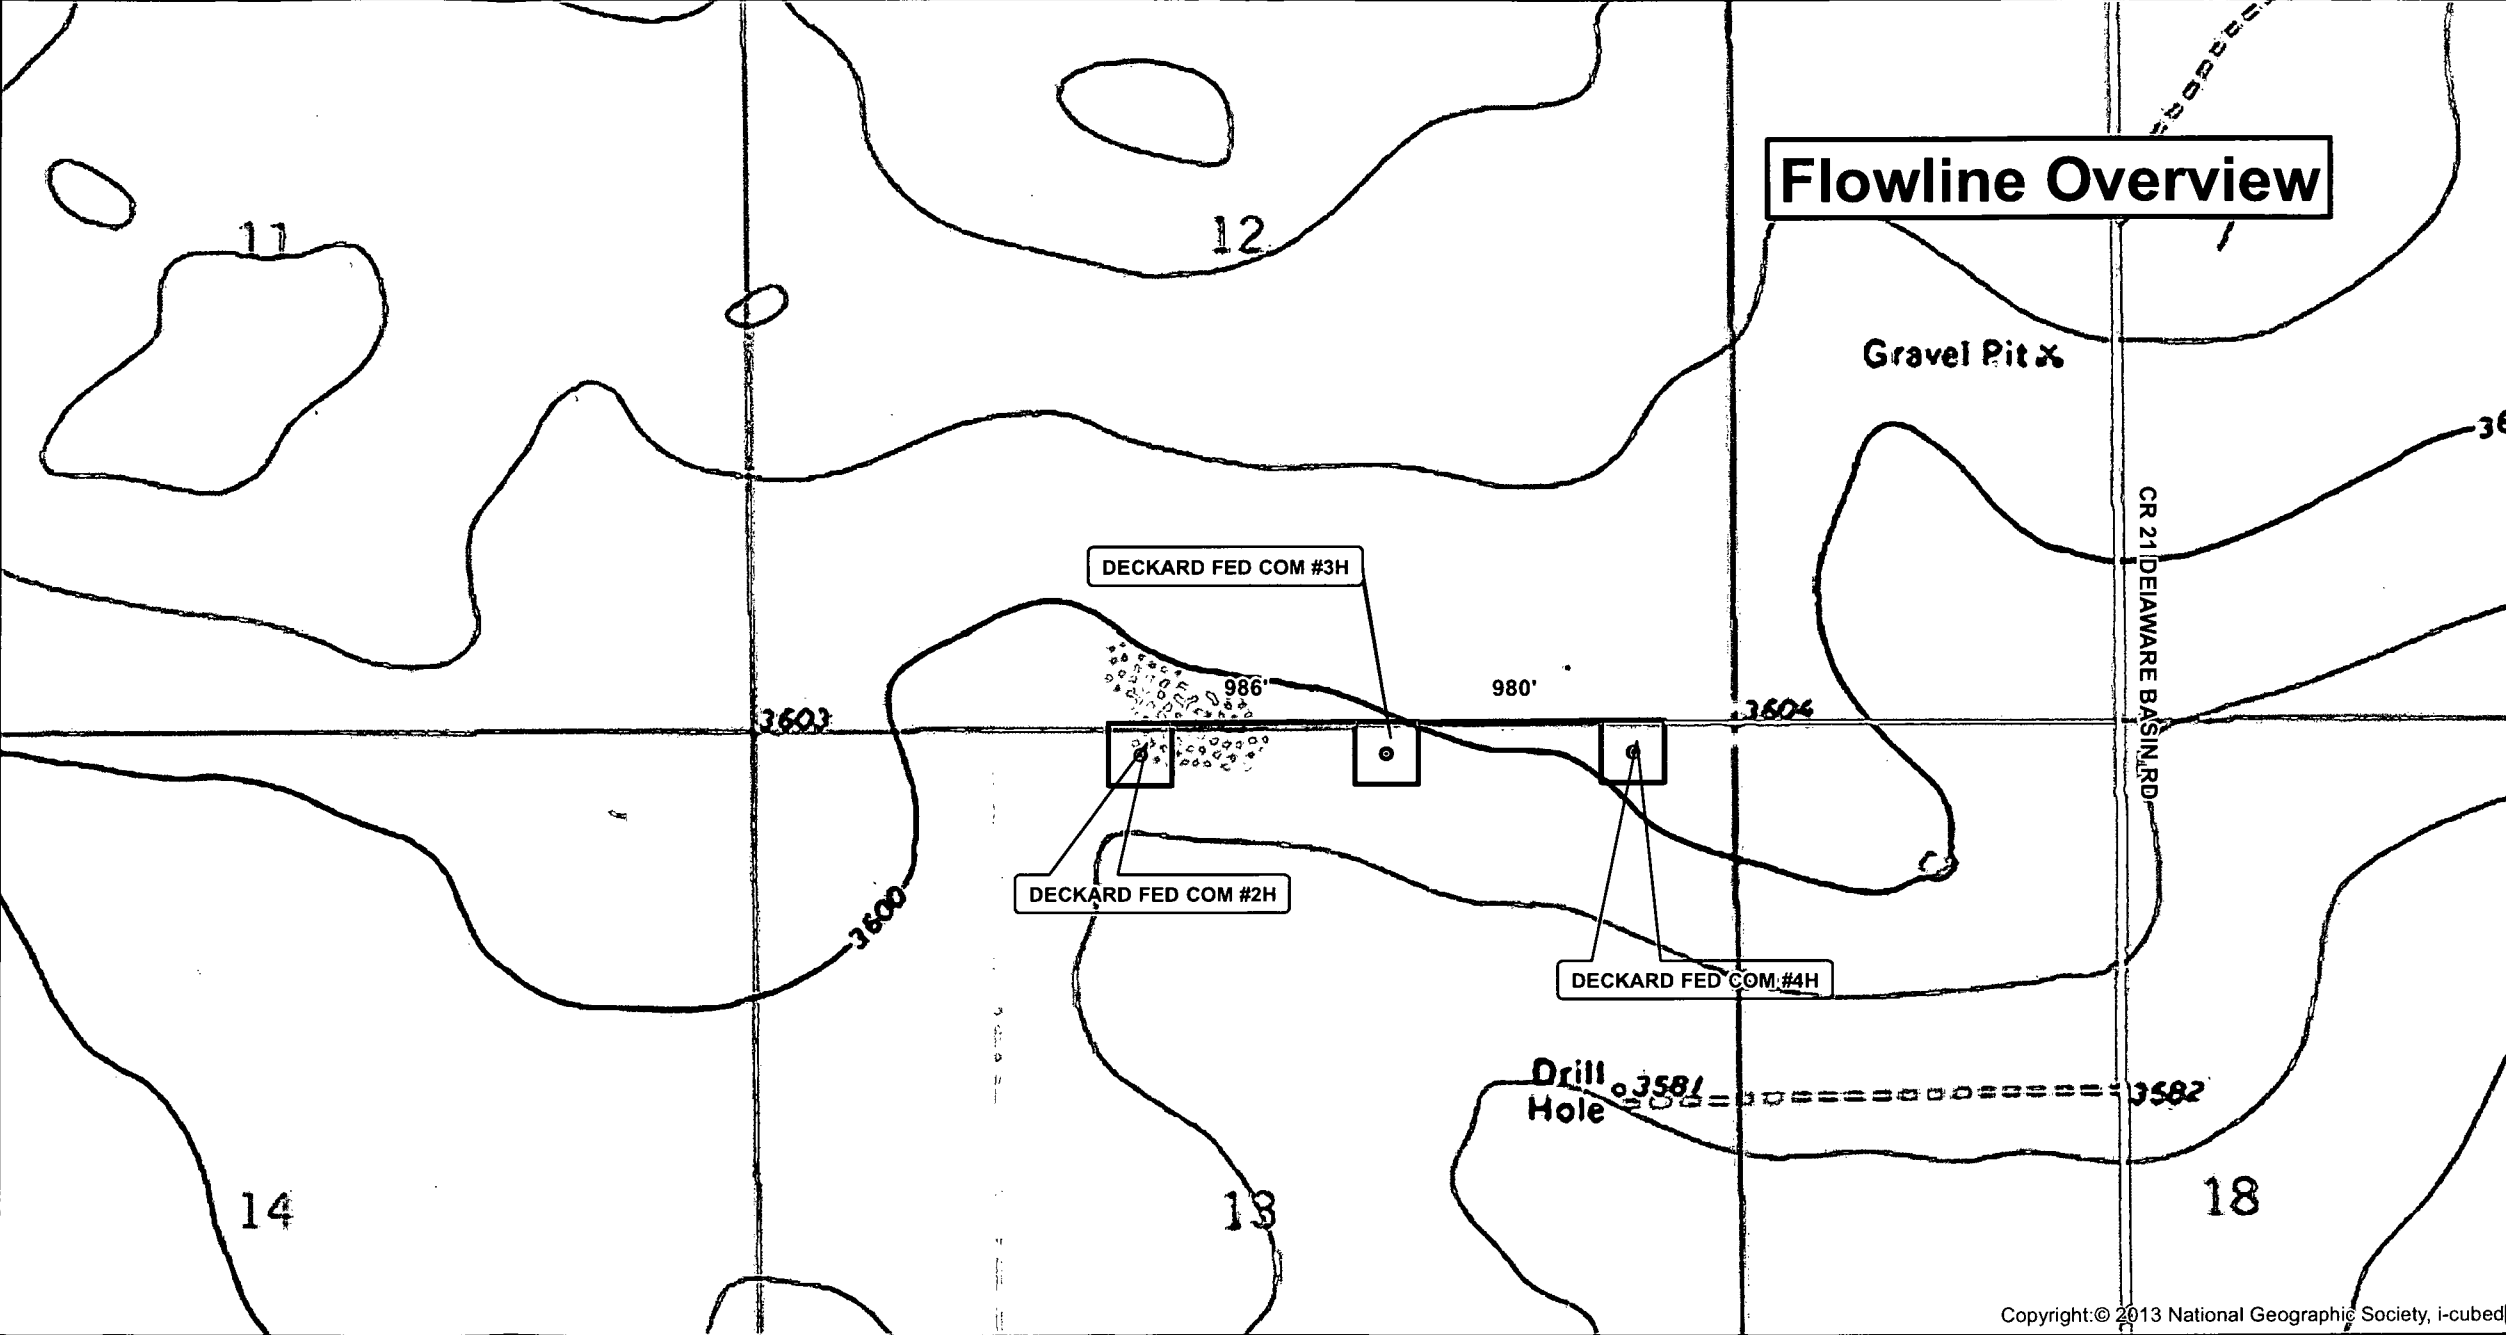 Flowline Overview
11
12
Gravel Pit
36
CR 21 DElAWARE BASIN RD
DECKARD FED COM #3H
986'
980'
3603
3604
DECKARD FED COM #2H
3600
DECKARD FED COM #4H
Drill
Hole
3581
3582
14
13
18
Copyright:© 2013 National Geographic Society, i-cubed